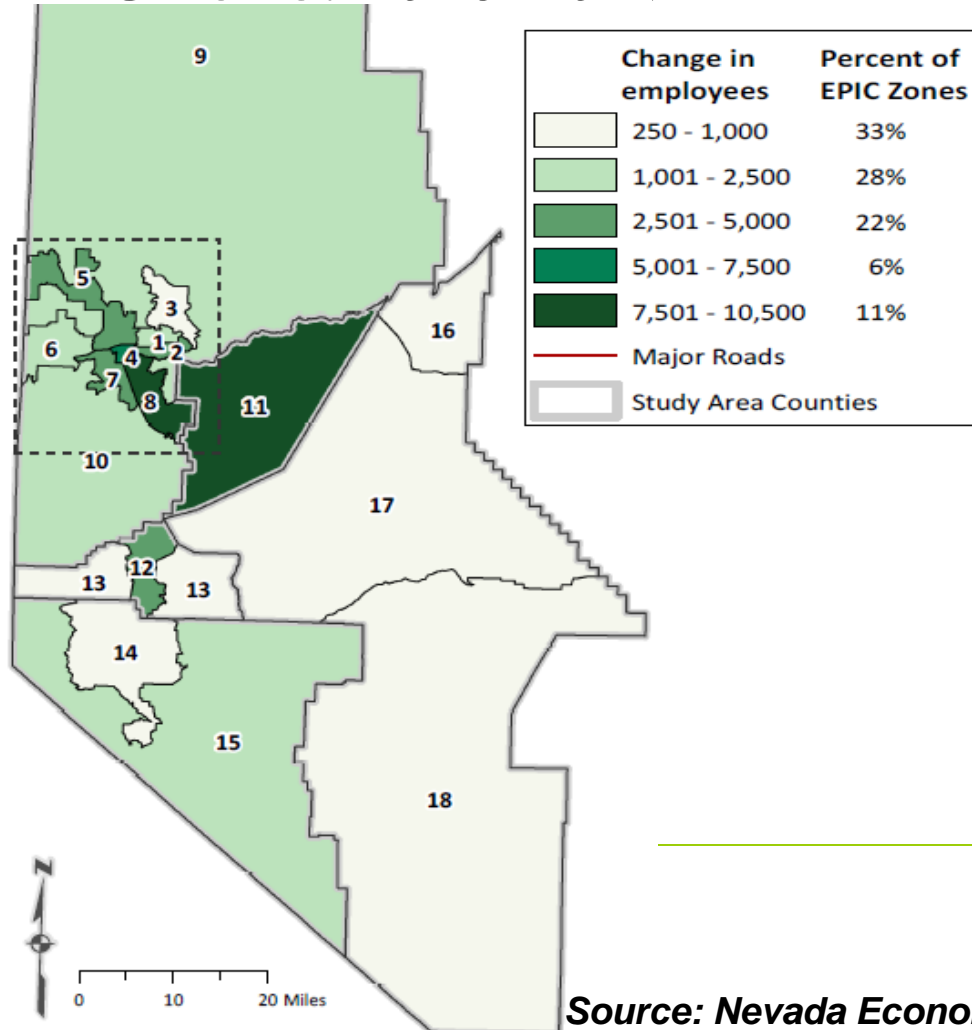 Change in employees Percent of EPIC Zones
250 - 1,000 33%
1,001 - 2,500 28%
2,501 - 5,000 22%
5,001 - 7,500 6%
7,501 - 10,500 11%
Major Roads
Study Area Counties
9
5
3
16
6
1
2
4
7
8
11
10
17
12
13
13
14
15
18
N
0 10 20 Miles
Source: Nevada